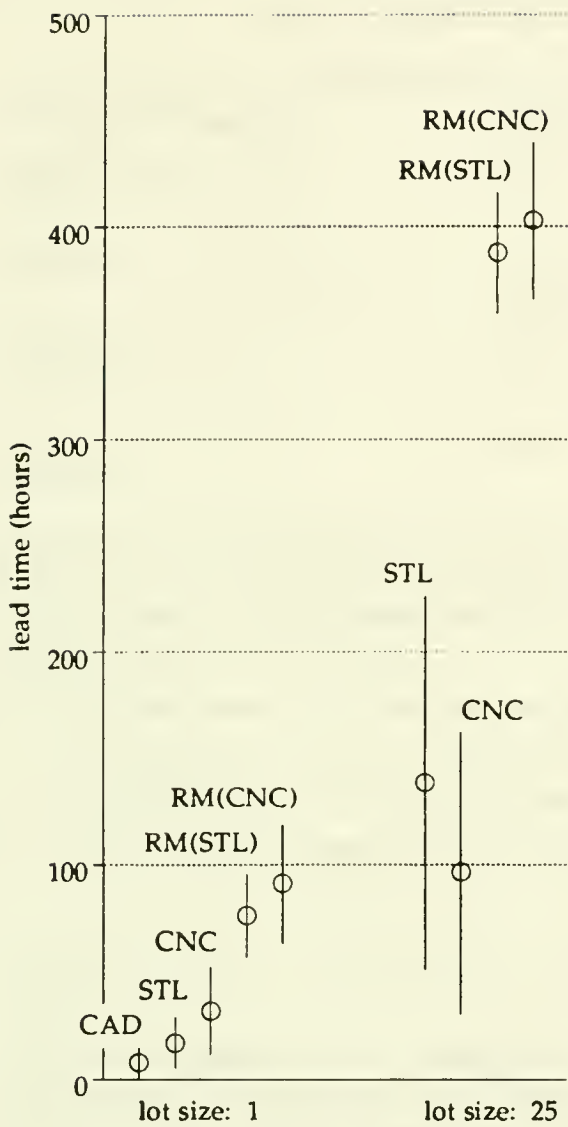 500
RM(CNC)
RM(STL)
400
300
lead time (hours)
STL
200
CNC
RM(CNC)
RM(STL)
100
CNC
STL
CAD
0
lot size: 1
lot size: 25